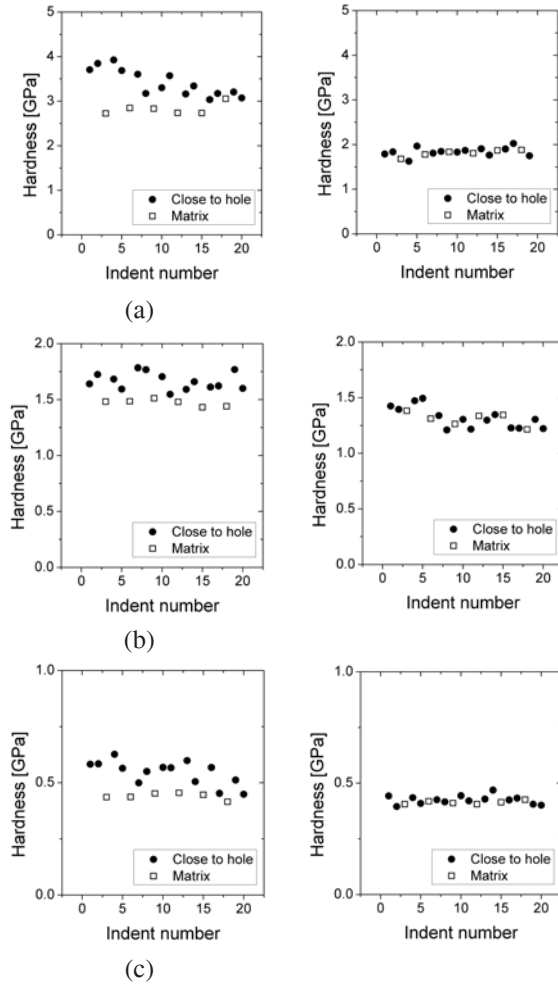 5
4
3
2
1
0
Hardness [GPa]
0 5 10 15 20
Indent number
Close to hole
Matrix
5
4
3
2
1
0
Hardness [GPa]
0 5 10 15 20
Indent number
Close to hole
Matrix
(a)
2.0
1.5
1.0
0.5
0.0
Hardness [GPa]
0 5 10 15 20
Indent number
Close to hole
Matrix
2.0
1.5
1.0
0.5
0.0
Hardness [GPa]
0 5 10 15 20
Indent number
Close to hole
Matrix
(b)
1.0
0.5
0.0
Hardness [GPa]
0 5 10 15 20
Indent number
Close to hole
Matrix
1.0
0.5
0.0
Hardness [GPa]
0 5 10 15 20
Indent number
Close to hole
Matrix
(c)